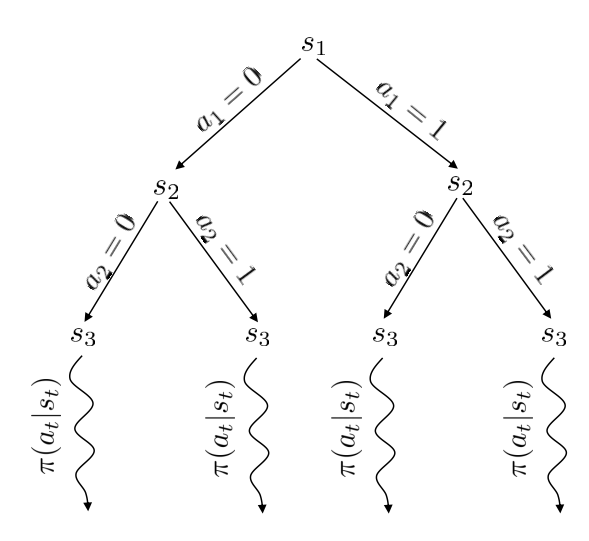 s₁
a₁ = 0
a₁ = 1
s₂
s₂
a₂ = 0
a₂ = 1
a₂ = 0
a₂ = 1
s₃
s₃
s₃
s₃
π(aₜ|sₜ)
π(aₜ|sₜ)
π(aₜ|sₜ)
π(aₜ|sₜ)